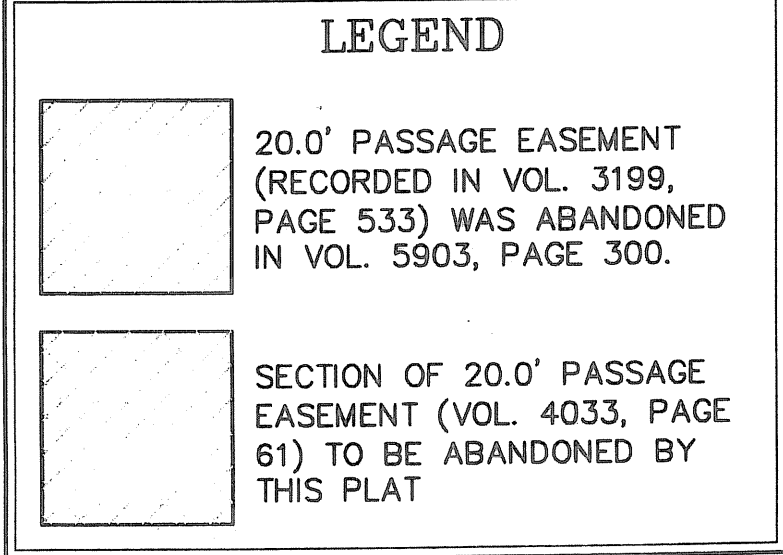 LEGEND
20.0' PASSAGE EASEMENT
(RECORDED IN VOL. 3199,
PAGE 533) WAS ABANDONED
IN VOL. 5903, PAGE 300.
SECTION OF 20.0' PASSAGE
EASEMENT (VOL. 4033, PAGE
61) TO BE ABANDONED BY
THIS PLAT